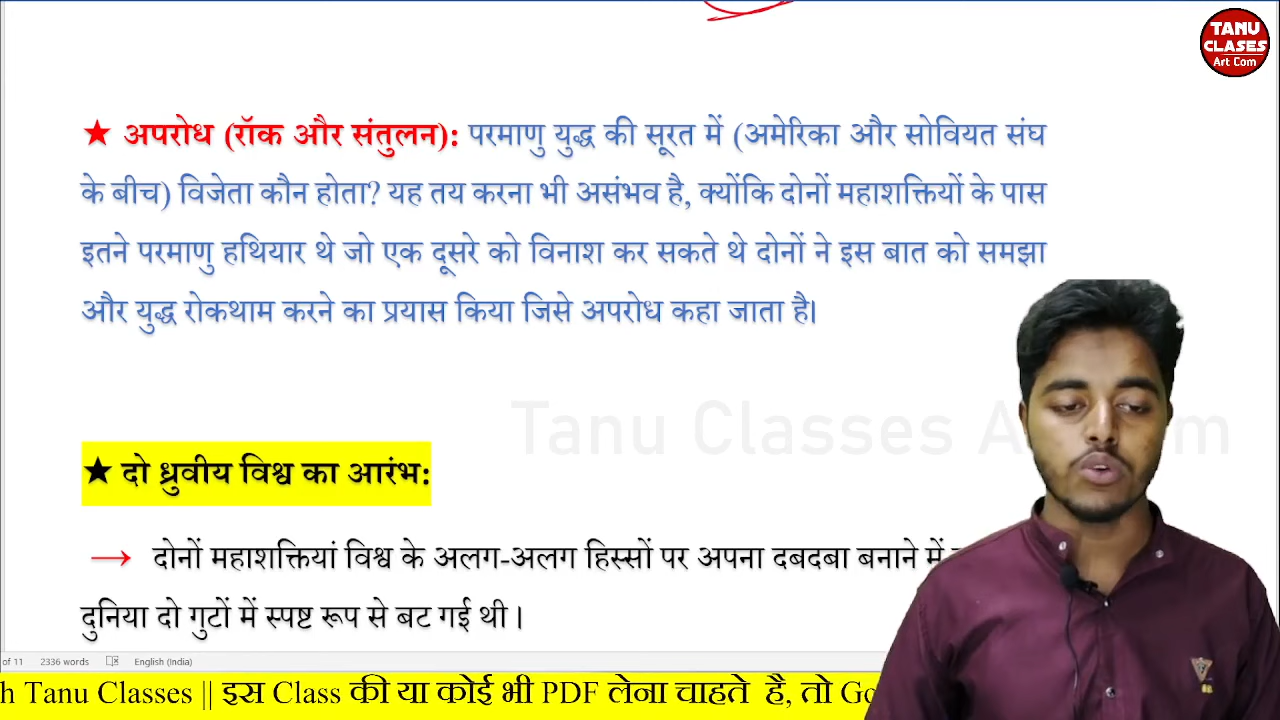 TANU
CLASES
Art Com
★ अपरोध (रॉक और संतुलन): परमाणु युद्ध की सूरत में (अमेरिका और सोवियत संघ
के बीच) विजेता कौन होता? यह तय करना भी असंभव है, क्योंकि दोनों महाशक्तियों के पास
इतने परमाणु हथियार थे जो एक दूसरे को विनाश कर सकते थे दोनों ने इस बात को समझा
और युद्ध रोकथाम करने का प्रयास किया जिसे अपरोध कहा जाता है।
Tanu Classes
★ दो ध्रुवीय विश्व का आरंभ:
→ दोनों महाशक्तियां विश्व के अलग-अलग हिस्सों पर अपना दबदबा बनाने में
दुनिया दो गुटों में स्पष्ट रूप से बट गई थी।
of 11 2336 words English (India)
h Tanu Classes || इस Class की या कोई भी PDF लेना चाहते है, तो Go